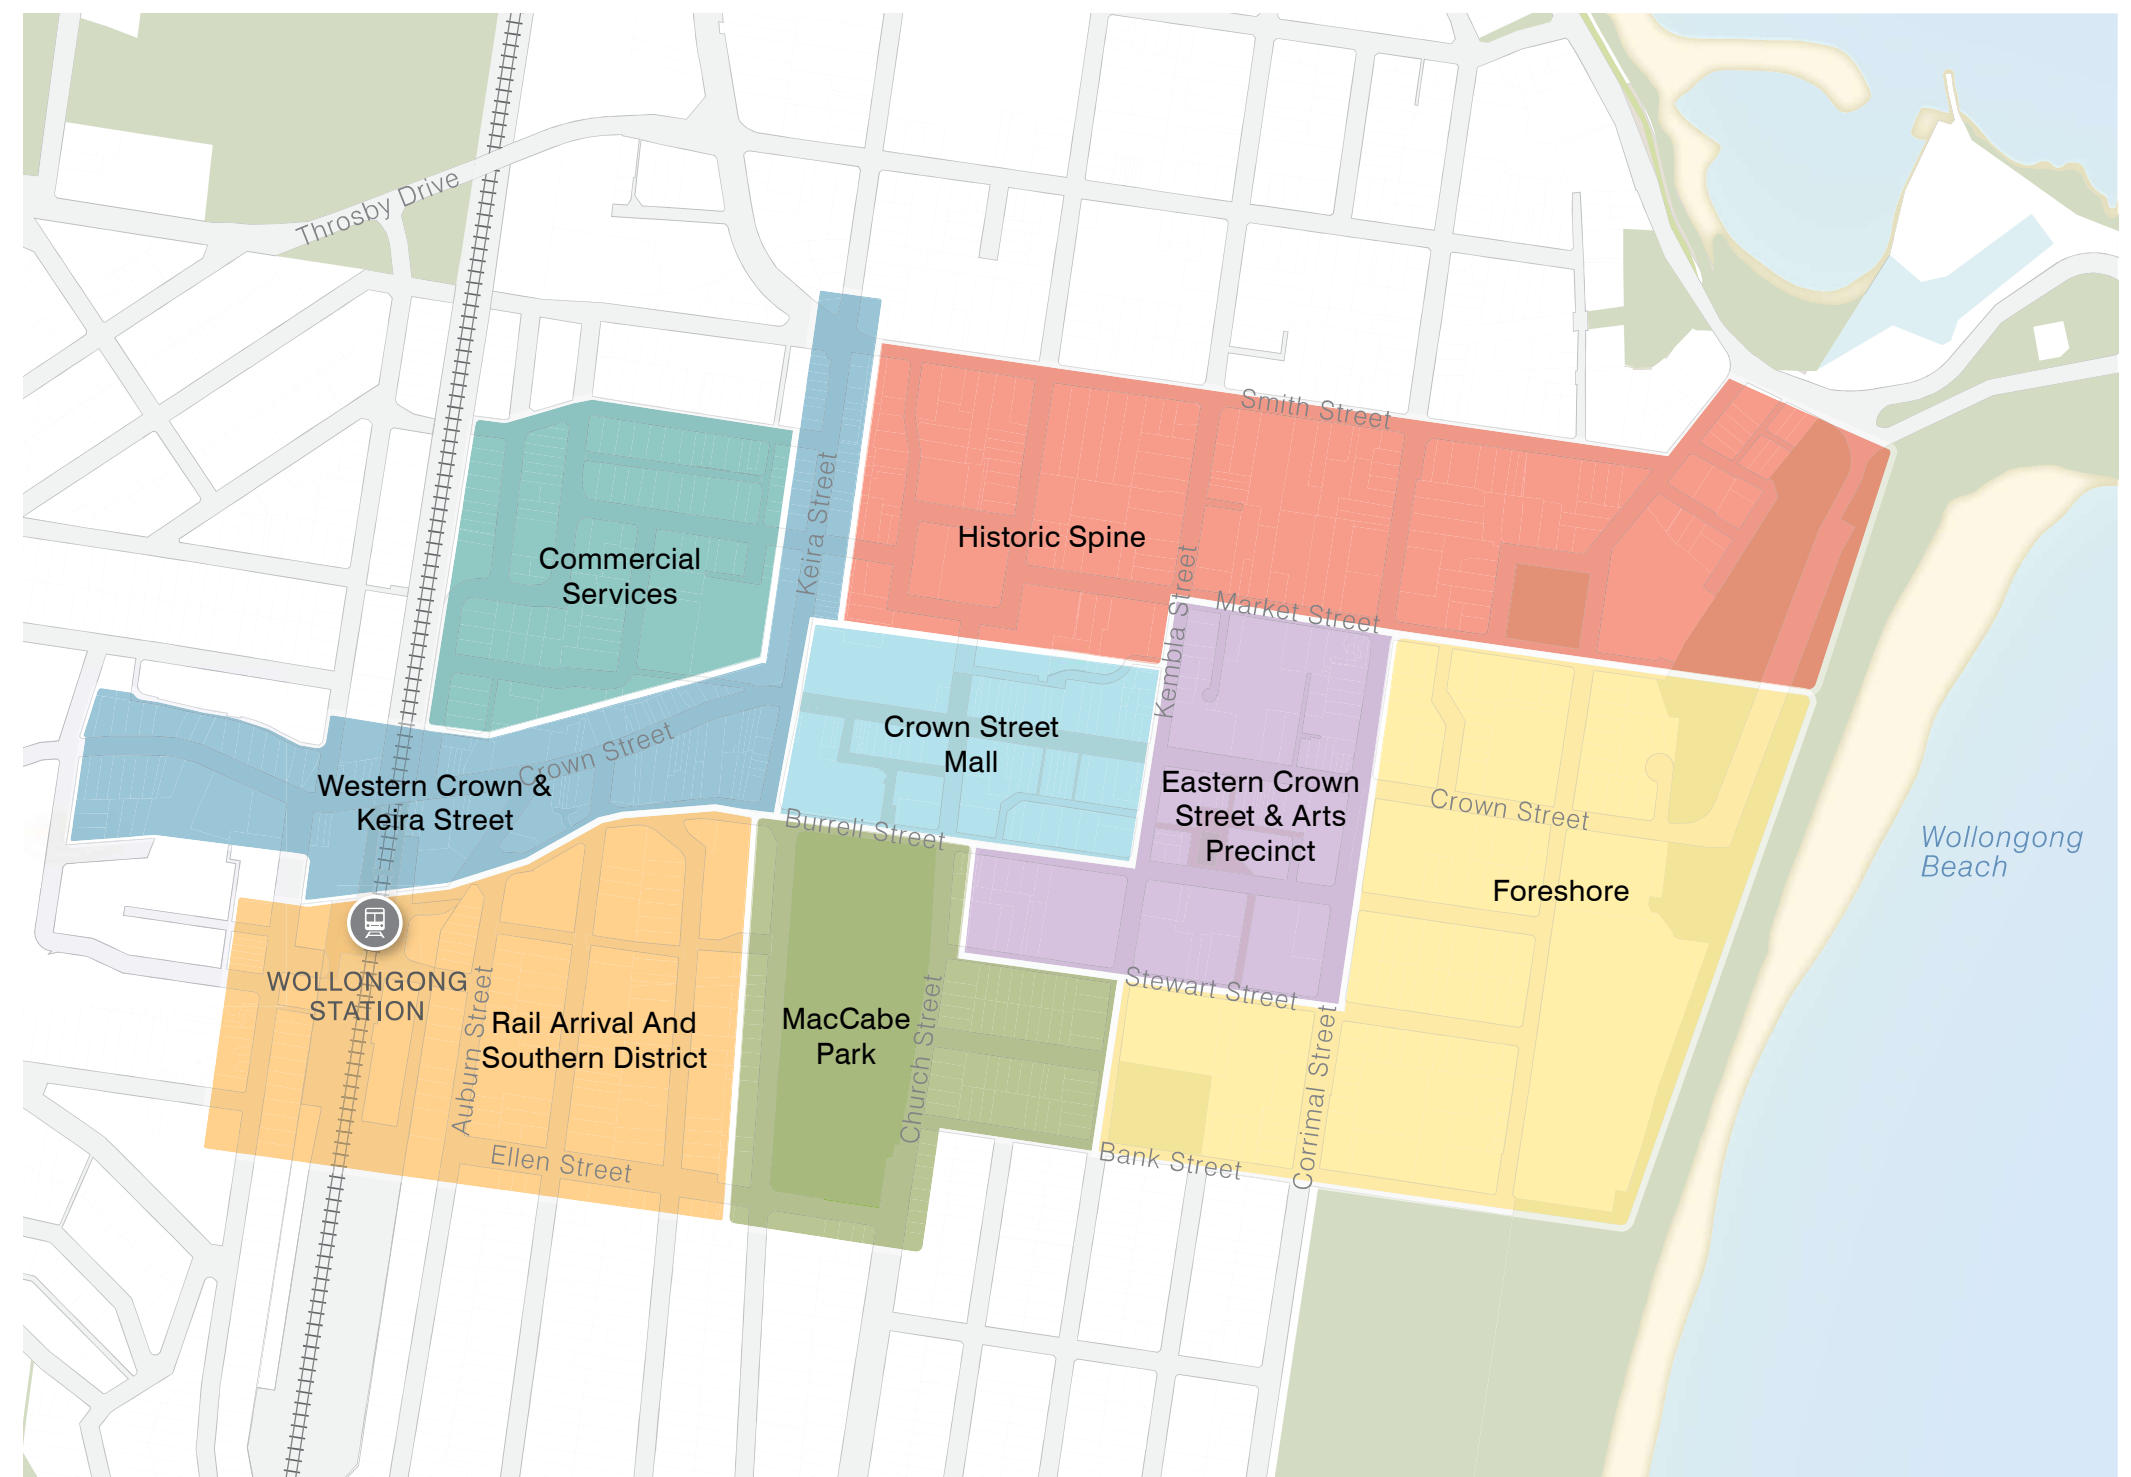 Throsby Drive
Smith Street
Keira Street
Historic Spine
Commercial
Services
Kembla Street
Market Street
Crown Street
Mall
Crown Street
Western Crown &
Keira Street
Eastern Crown
Street & Arts
Precinct
Crown Street
Burreli Street
Wollongong
Beach
Foreshore
WOLLONGONG
STATION
Auburn Street
Rail Arrival And
Southern District
MacCabe
Park
Church Street
Stewart Street
Corrimal Street
Ellen Street
Bank Street